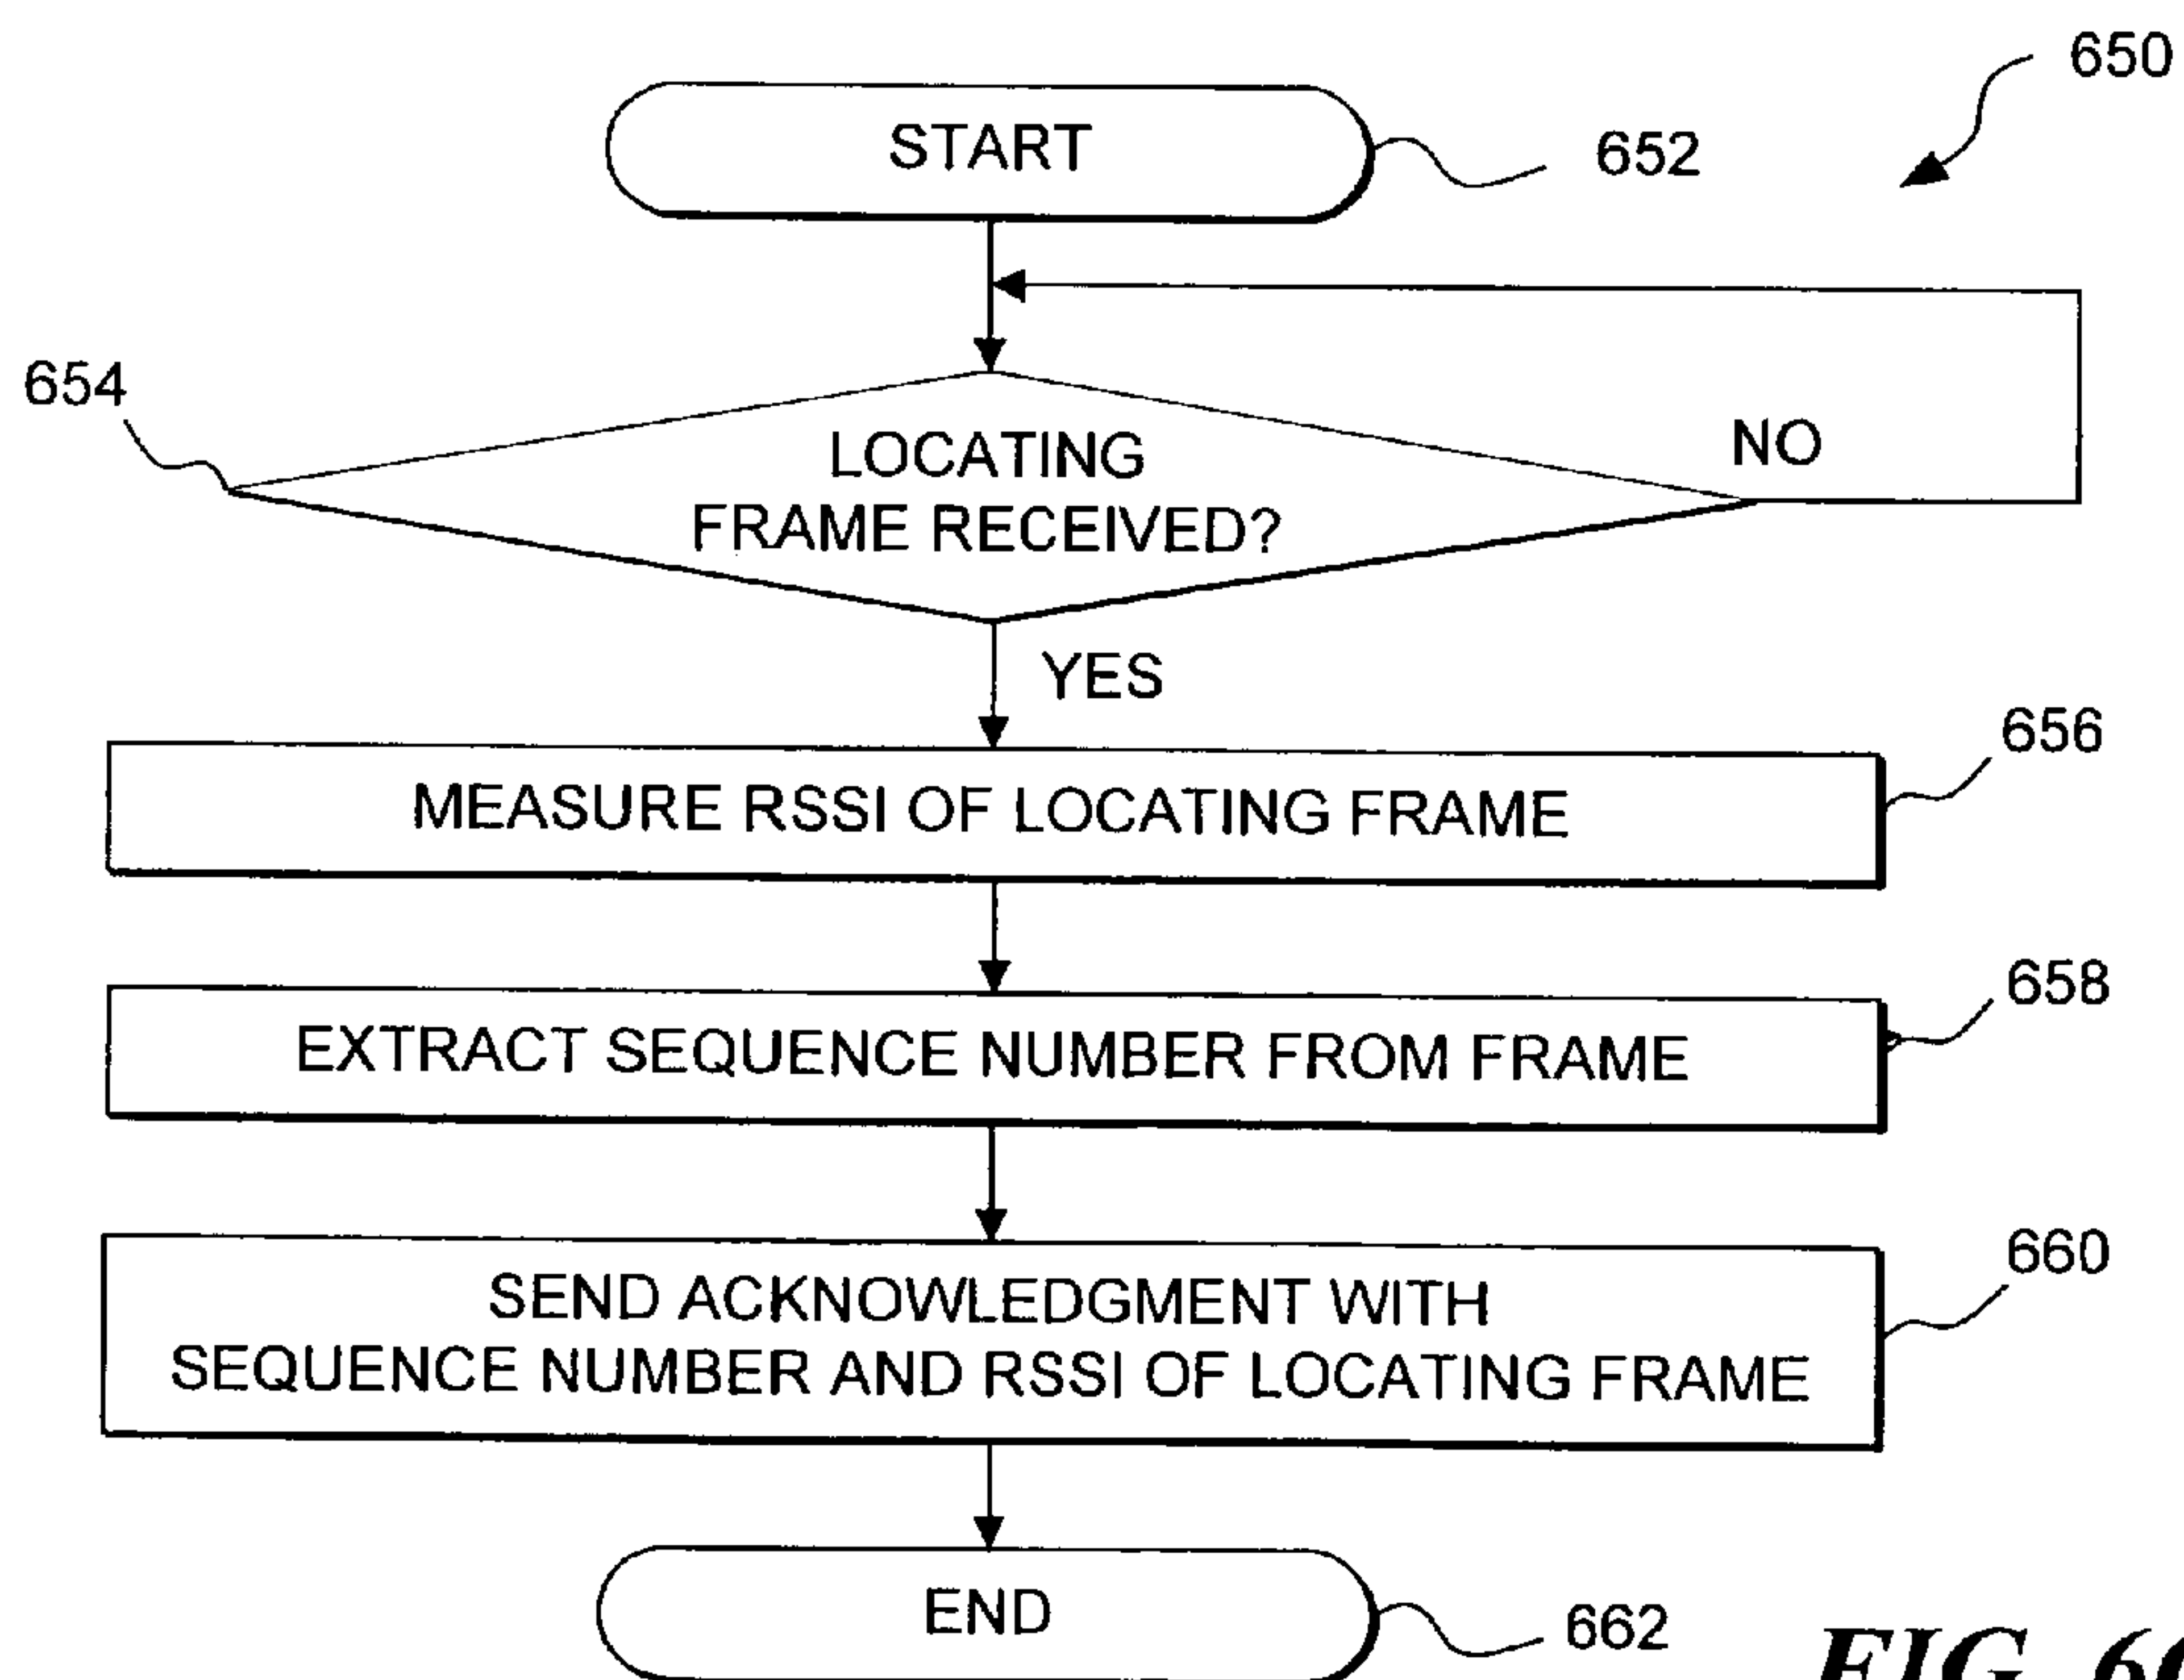 650
START
652
654
LOCATING
FRAME RECEIVED?
NO
YES
656
MEASURE RSSI OF LOCATING FRAME
658
EXTRACT SEQUENCE NUMBER FROM FRAME
660
SEND ACKNOWLEDGMENT WITH
SEQUENCE NUMBER AND RSSI OF LOCATING FRAME
END
662
FIG.